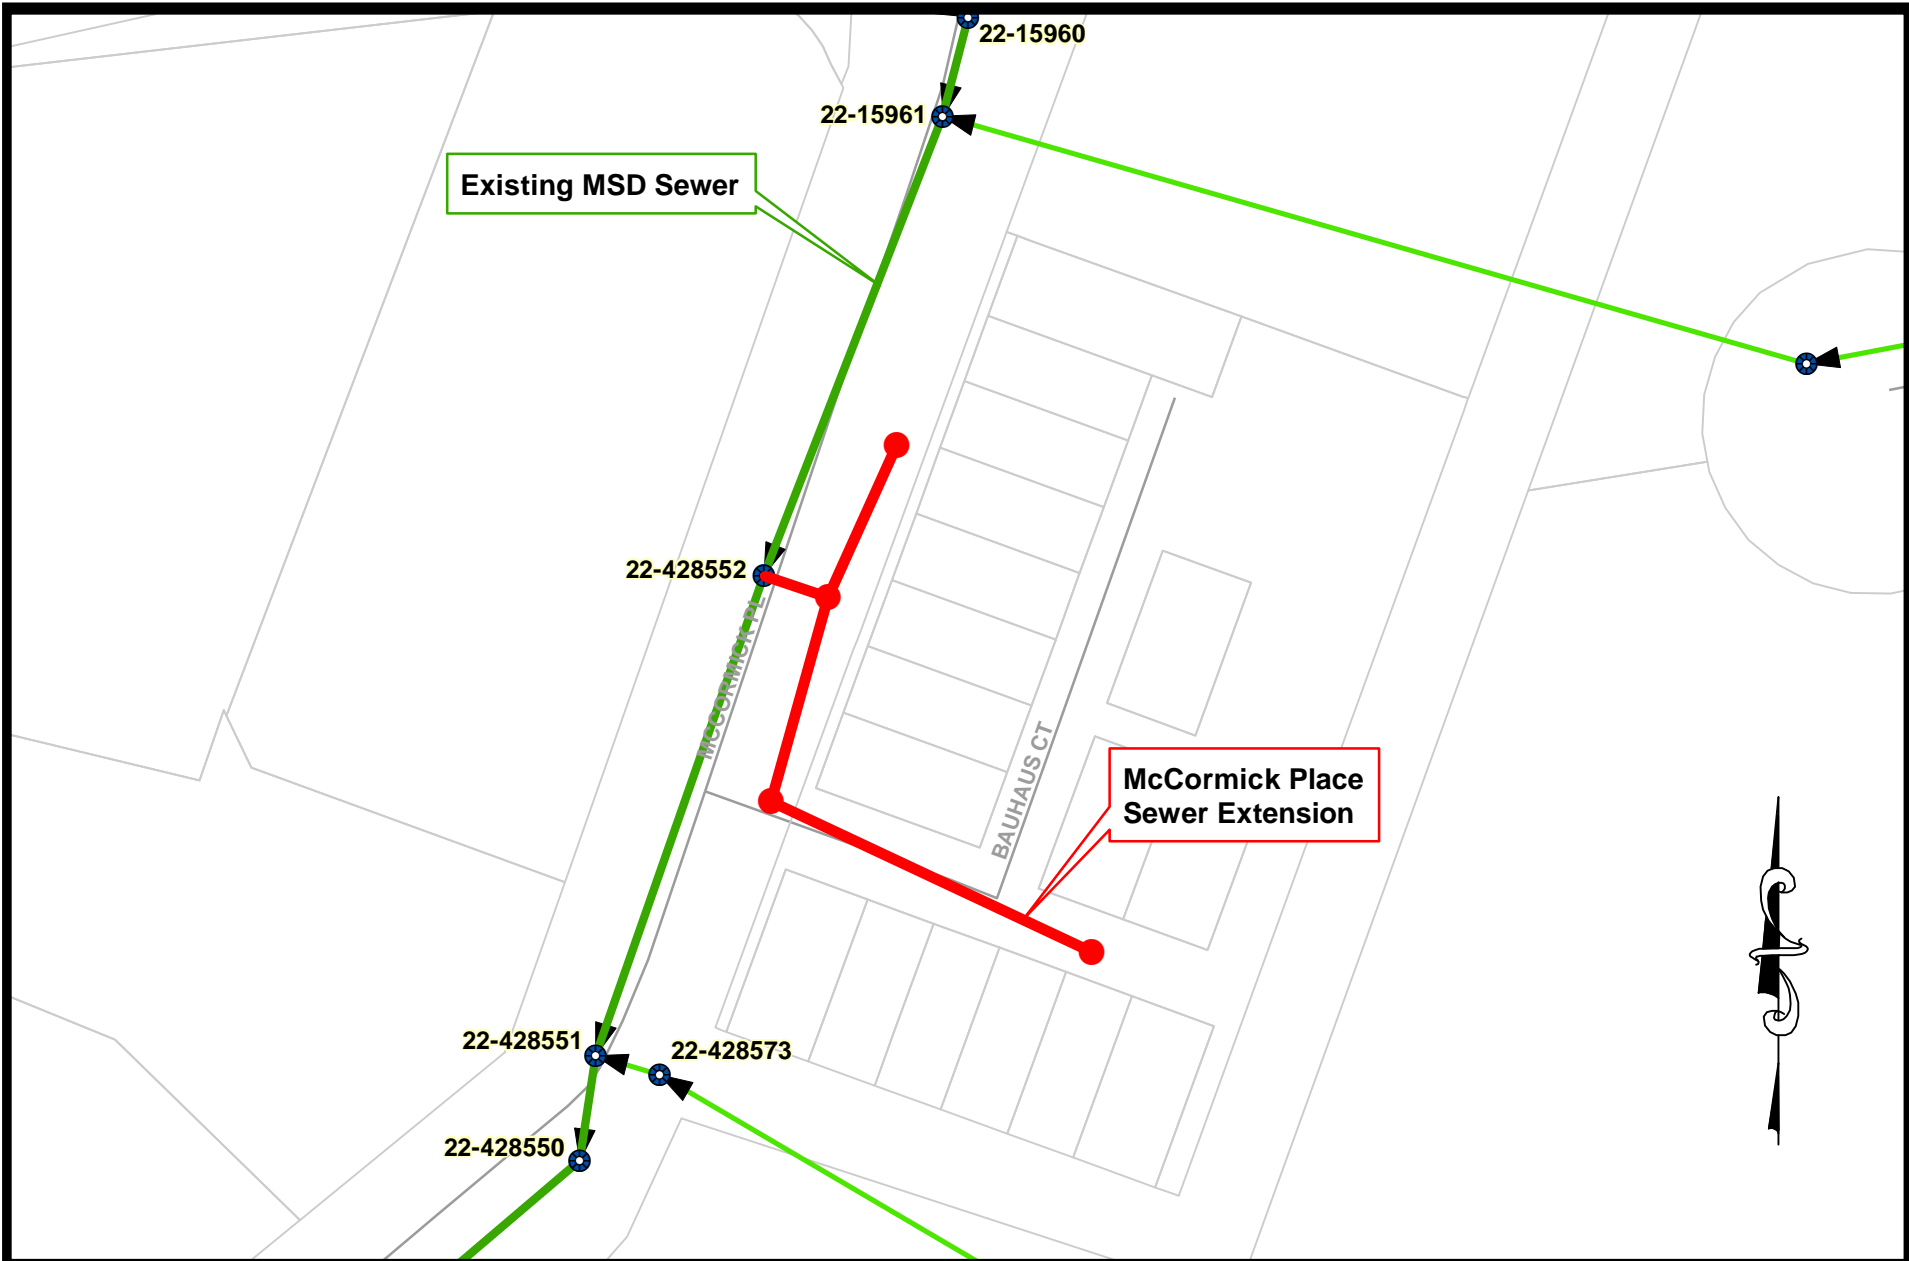 22-15960
22-15961
Existing MSD Sewer
22-428552
MCCORMICK PL
BAUHAUS CT
McCormick Place
Sewer Extension
22-428551
22-428573
22-428550